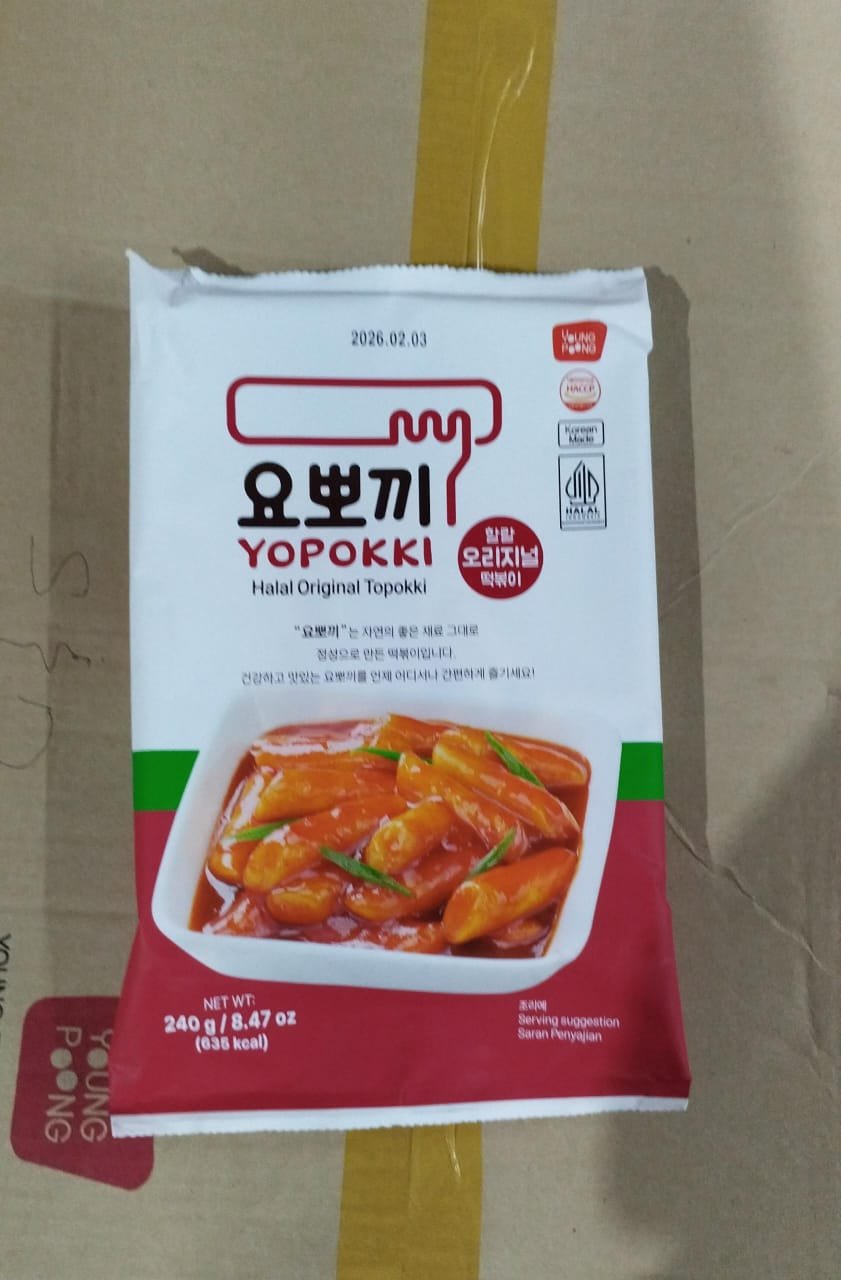 2026.02.03
YOUNG
POONG
HACCP
Korean
Made
HALAL
요뽀끼
YOPOKKI
Halal Original Topokki
할랄
오리지널
떡볶이
"요뽀끼"는 자연의 좋은 재료 그대로
정성으로 만든 떡볶이입니다.
건강하고 맛있는 요뽀끼를 언제 어디서나 간편하게 즐기세요!
NET WT:
240 g / 8.47 oz
(635 kcal)
조리예
Serving suggestion
Saran Penyajian
YOUNG
POONG
YOUNG